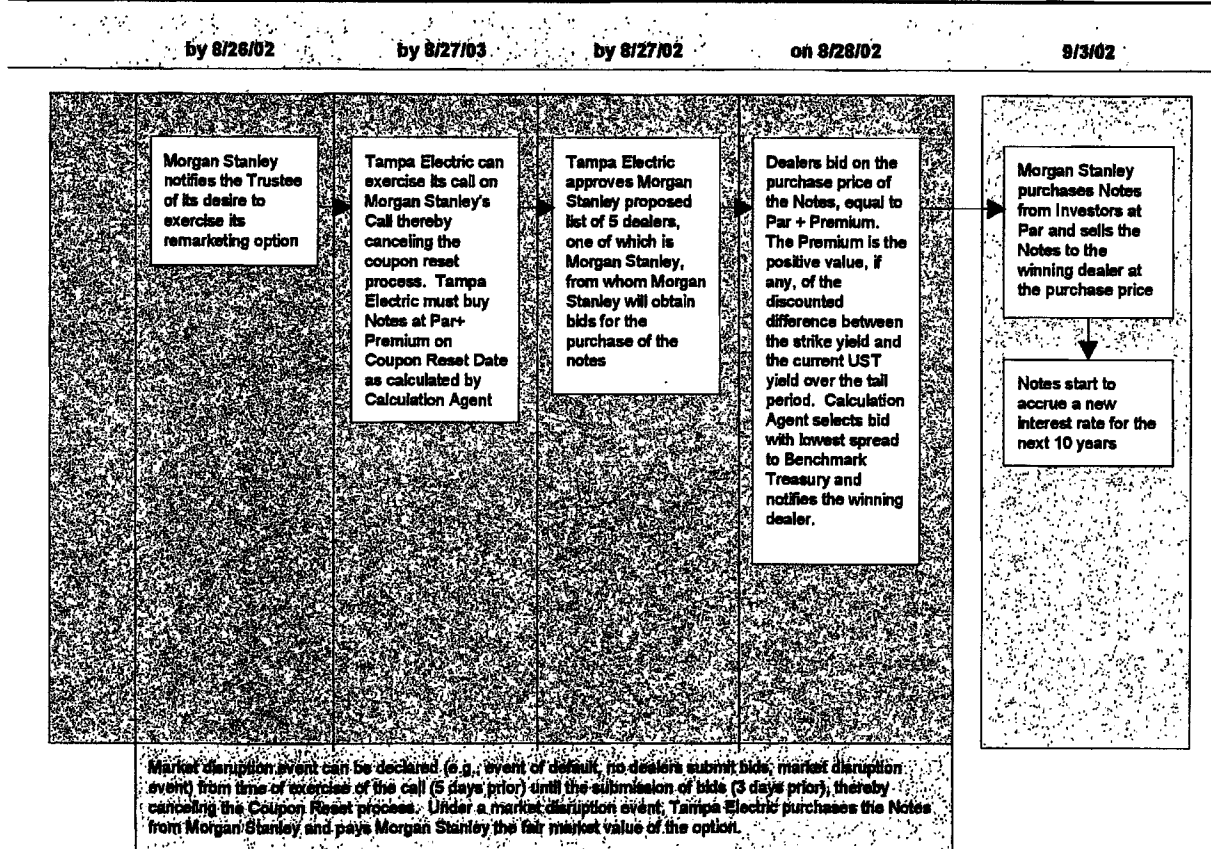 by 8/26/02
by 8/27/03
by 8/27/02
on 8/28/02
9/3/02
Morgan Stanley
notifies the Trustee
of its desire to
exercise its
remarketing option
Tampa Electric can
exercise its call on
Morgan Stanley's
Call thereby
canceling the
coupon reset
process. Tampa
Electric must buy
Notes at Par+
Premium on
Coupon Reset Date
as calculated by
Calculation Agent
Tampa Electric
approves Morgan
Stanley proposed
list of 5 dealers,
one of which is
Morgan Stanley,
from whom Morgan
Stanley will obtain
bids for the
purchase of the
notes
Dealers bid on the
purchase price of
the Notes, equal to
Par + Premium.
The Premium is the
positive value, if
any, of the
discounted
difference between
the strike yield and
the current UST
yield over the tail
period. Calculation
Agent selects bid
with lowest spread
to Benchmark
Treasury and
notifies the winning
dealer.
Morgan Stanley
purchases Notes
from Investors at
Par and sells the
Notes to the
winning dealer at
the purchase price
Notes start to
accrue a new
interest rate for the
next 10 years
Market disruption event can be declared (e.g., event of default, no dealers submit bids, market disruption
event) from time of exercise of the call (5 days prior) until the submission of bids (3 days prior), thereby
canceling the Coupon Reset process. Under a market disruption event, Tampa Electric purchases the Notes
from Morgan Stanley and pays Morgan Stanley the fair market value of the option.